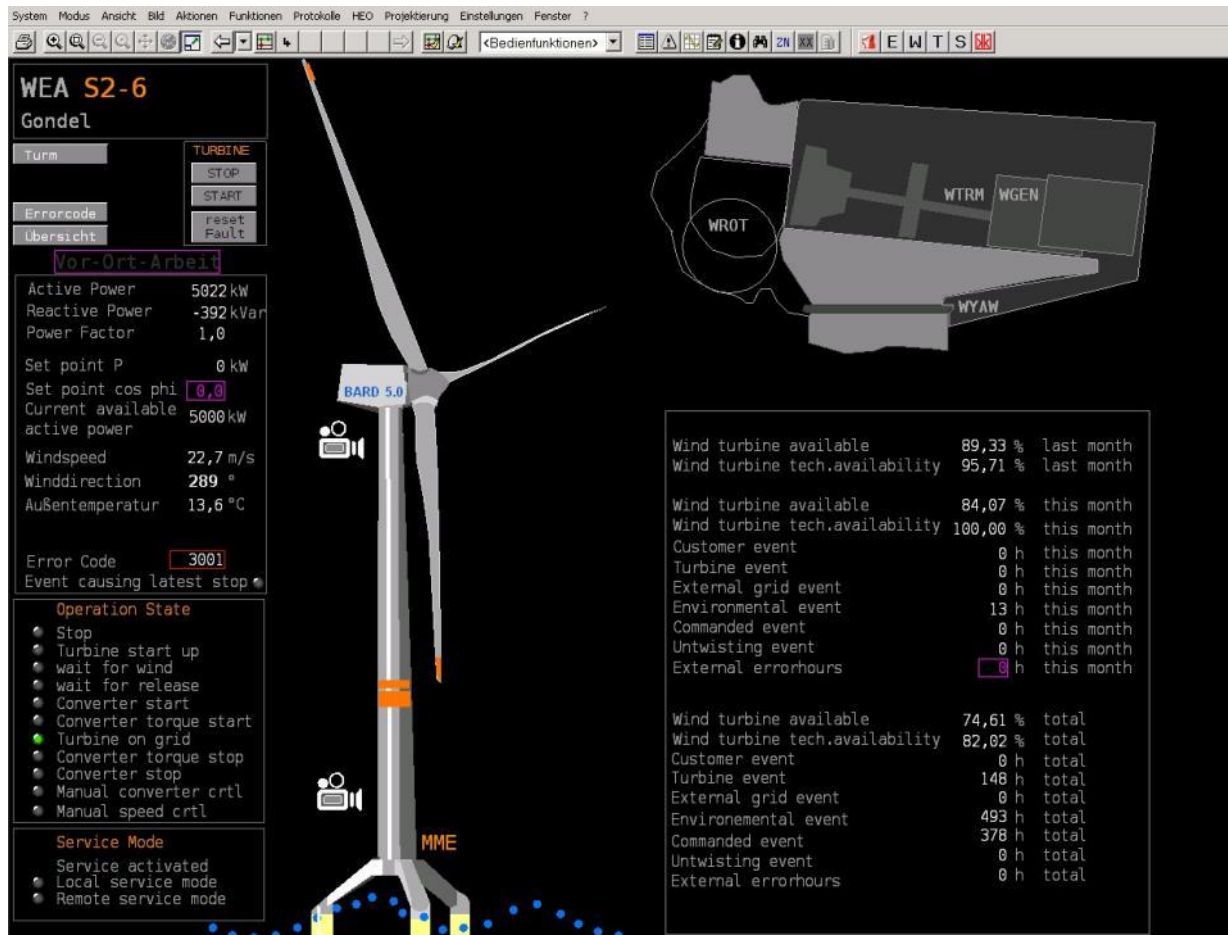 System Modus Ansicht Bild Aktionen Funktionen Protokolle HEO Projektierung Einstellungen Fenster ?
<Bedienfunktionen> ZN XX E W T S
WEA S2-6
Gondel
Turm
TURBINE
STOP
START
reset
Fault
Errorcode
Übersicht
Vor-Ort-Arbeit
Active Power 5022 kW
Reactive Power -392 kVar
Power Factor 1,0
Set point P 0 kW
Set point cos phi 0,0
Current available
active power 5000 kW
Windspeed 22,7 m/s
Winddirection 289 °
Außentemperatur 13,6 °C
Error Code 3001
Event causing latest stop
Operation State
Stop
Turbine start up
wait for wind
wait for release
Converter start
Converter torque start
Turbine on grid
Converter torque stop
Converter stop
Manual converter crtl
Manual speed crtl
Service Mode
Service activated
Local service mode
Remote service mode
BARD 5.0
MME
WROT
WTRM WGEN
WYAW
Wind turbine available 89,33 % last month
Wind turbine tech.availability 95,71 % last month
Wind turbine available 84,07 % this month
Wind turbine tech.availability 100,00 % this month
Customer event 0 h this month
Turbine event 0 h this month
External grid event 0 h this month
Environmental event 13 h this month
Commanded event 0 h this month
Untwisting event 0 h this month
External errorhours 0 h this month
Wind turbine available 74,61 % total
Wind turbine tech.availability 82,02 % total
Customer event 0 h total
Turbine event 148 h total
External grid event 0 h total
Environemental event 493 h total
Commanded event 378 h total
Untwisting event 0 h total
External errorhours 0 h total